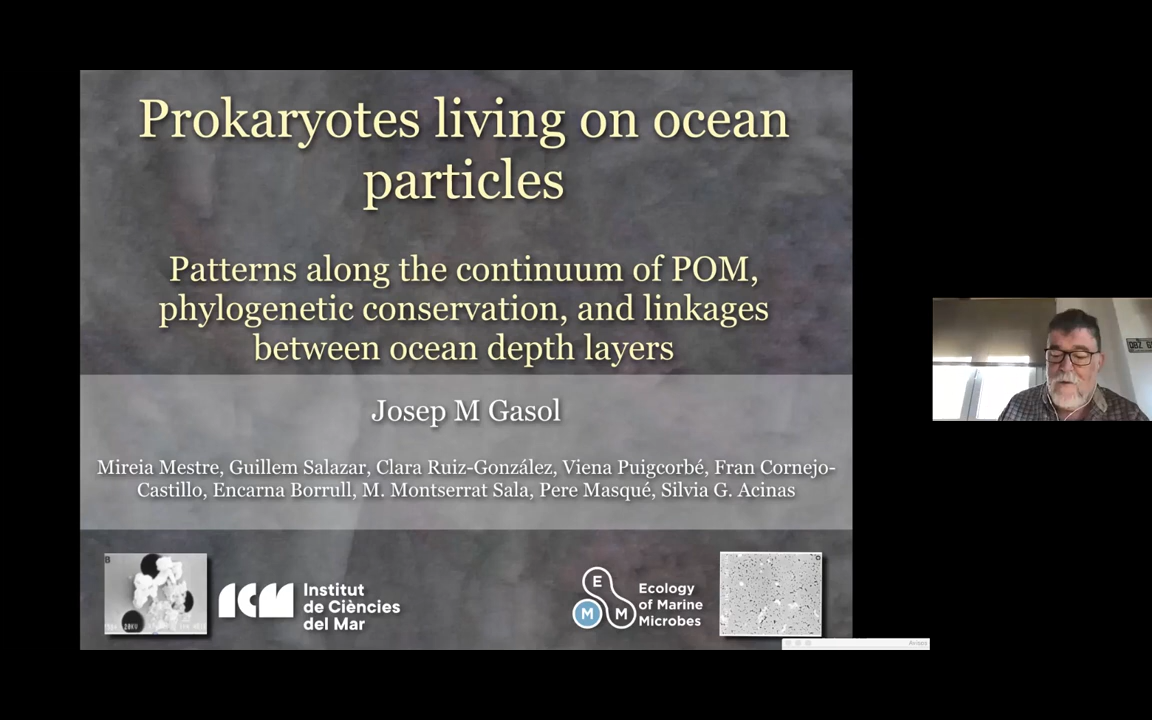 Prokaryotes living on ocean
particles
Patterns along the continuum of POM,
phylogenetic conservation, and linkages
between ocean depth layers
Josep M Gasol
Mireia Mestre, Guillem Salazar, Clara Ruiz-González, Viena Puigcorbé, Fran Cornejo-
Castillo, Encarna Borrull, M. Montserrat Sala, Pere Masqué, Silvia G. Acinas
B
ICM
Institut
de Ciències
del Mar
E
M
M
Ecology
of Marine
Microbes